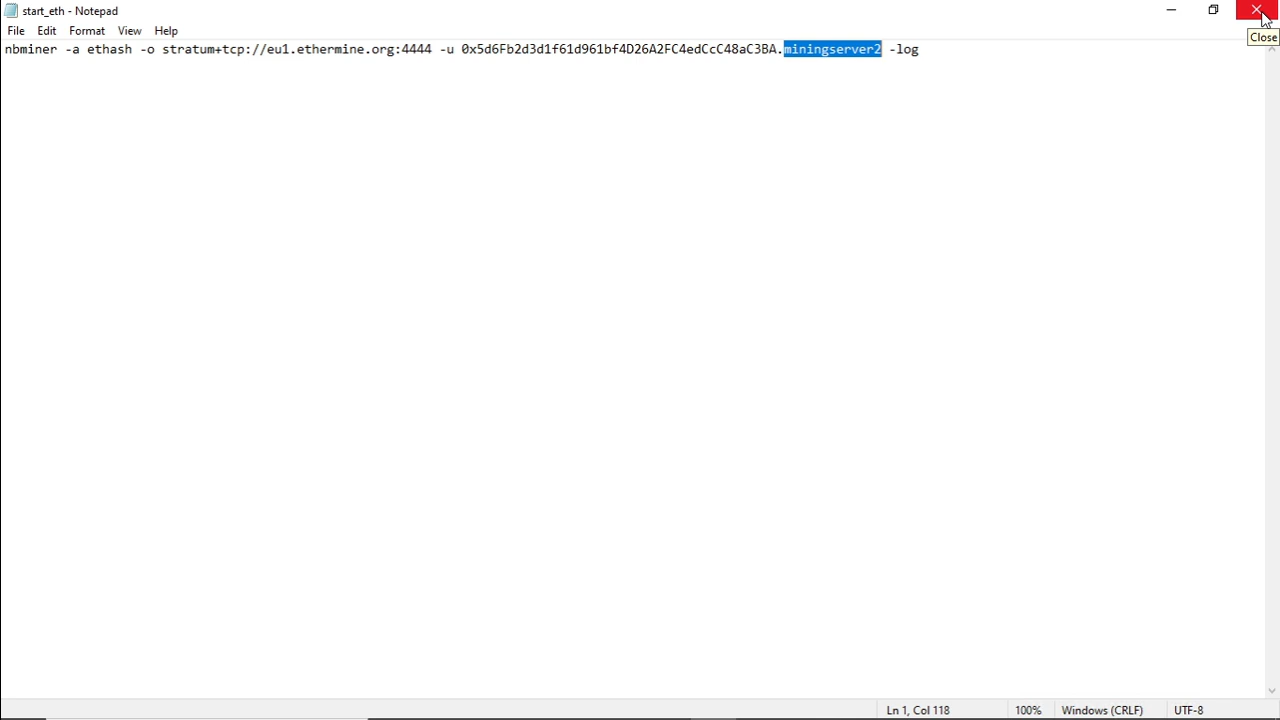 start_eth - Notepad
Close
File Edit Format View Help
nbminer -a ethash -o stratum+tcp://eu1.ethermine.org:4444 -u 0x5d6Fb2d3d1f61d961bf4D26A2FC4edCcC48aC3BA.miningserver2 -log
Ln 1, Col 118 100% Windows (CRLF) UTF-8